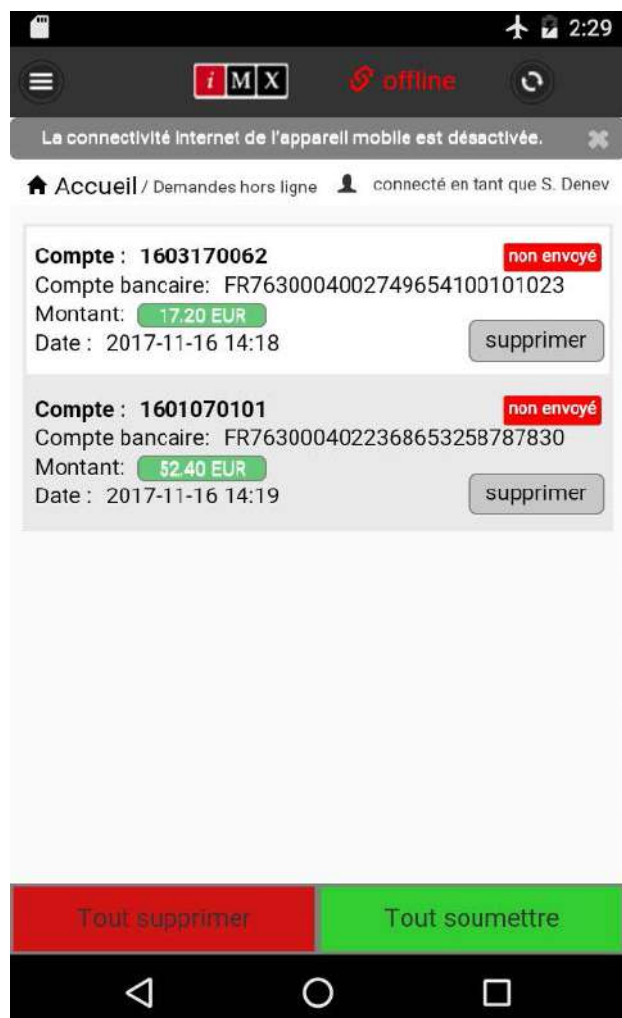 2:29
iMX offline
La connectivité internet de l'appareil mobile est désactivée.
Accueil / Demandes hors ligne connecté en tant que S. Denev
Compte : 1603170062 non envoyé
Compte bancaire: FR7630004002749654100101023
Montant: 17.20 EUR
Date : 2017-11-16 14:18 supprimer
Compte : 1601070101 non envoyé
Compte bancaire: FR7630004022368653258787830
Montant: 52.40 EUR
Date : 2017-11-16 14:19 supprimer
Tout supprimer Tout soumettre